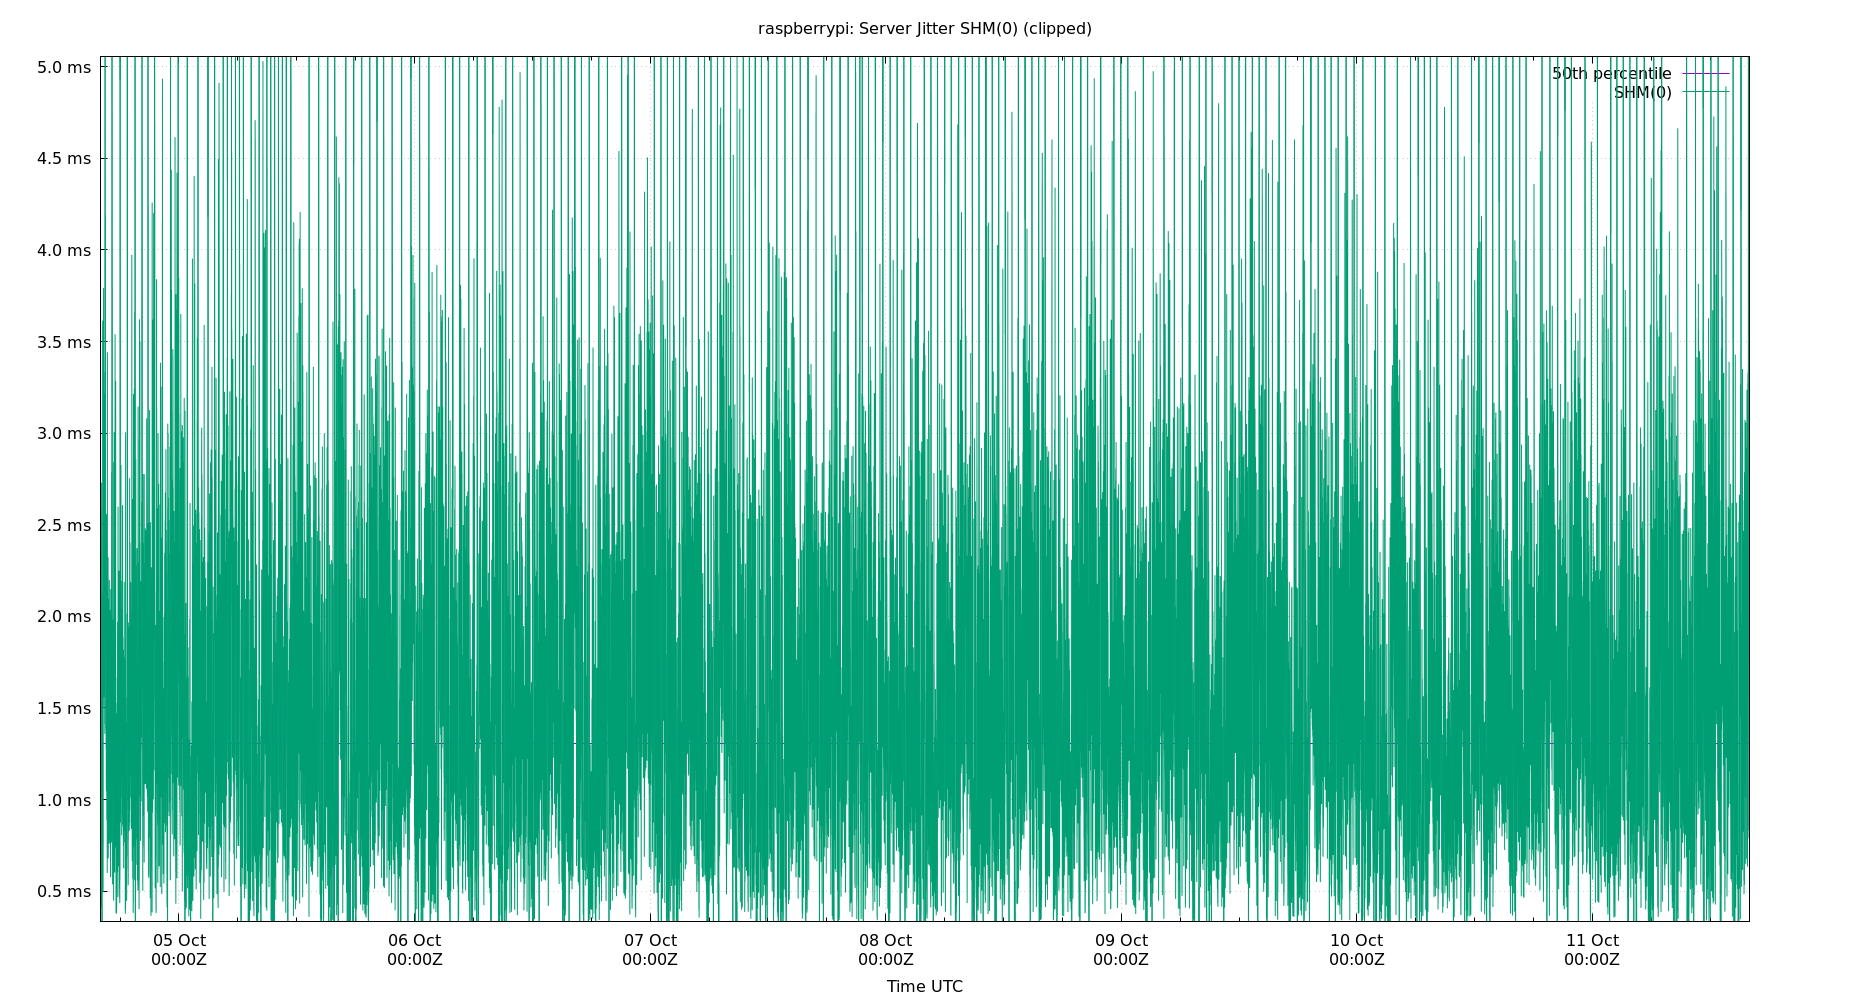 raspberrypi: Server Jitter SHM(0) (clipped)
5.0 ms
50th percentile
SHM(0)
4.5 ms
4.0 ms
3.5 ms
3.0 ms
2.5 ms
2.0 ms
1.5 ms
1.0 ms
0.5 ms
05 Oct 06 Oct 07 Oct 08 Oct 09 Oct 10 Oct 11 Oct
00:00Z 00:00Z 00:00Z 00:00Z 00:00Z 00:00Z 00:00Z
Time UTC